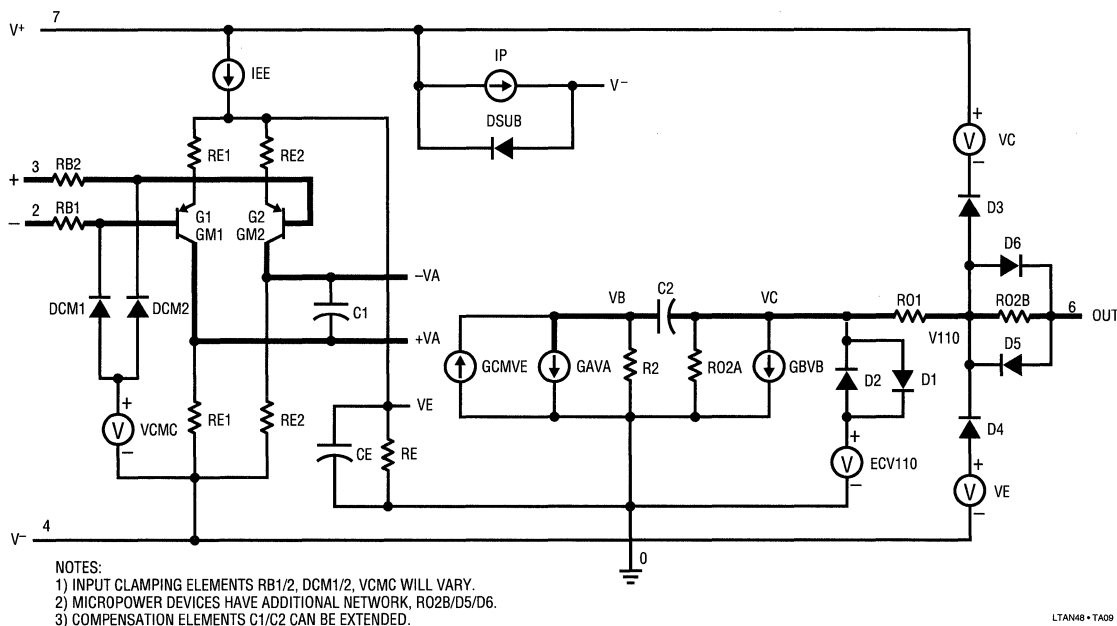 V+ 7
IEE
IP
V–
DSUB
+
VC
–
RE1
RE2
+ 3 RB2
– 2 RB1
G1
GM1
G2
GM2
D3
D6
–VA
DCM1
DCM2
C1
VB
C2
VC
RO1
RO2B
6 OUT
V110
+VA
GCMVE
GAVA
R2
RO2A
GBVB
D2
D1
D5
+
VCMC
–
RE1
RE2
VE
CE
RE
+
ECV110
–
D4
+
VE
–
V– 4
0
NOTES:
1) INPUT CLAMPING ELEMENTS RB1/2, DCM1/2, VCMC WILL VARY.
2) MICROPOWER DEVICES HAVE ADDITIONAL NETWORK, RO2B/D5/D6.
3) COMPENSATION ELEMENTS C1/C2 CAN BE EXTENDED.
LTAN48 • TA09